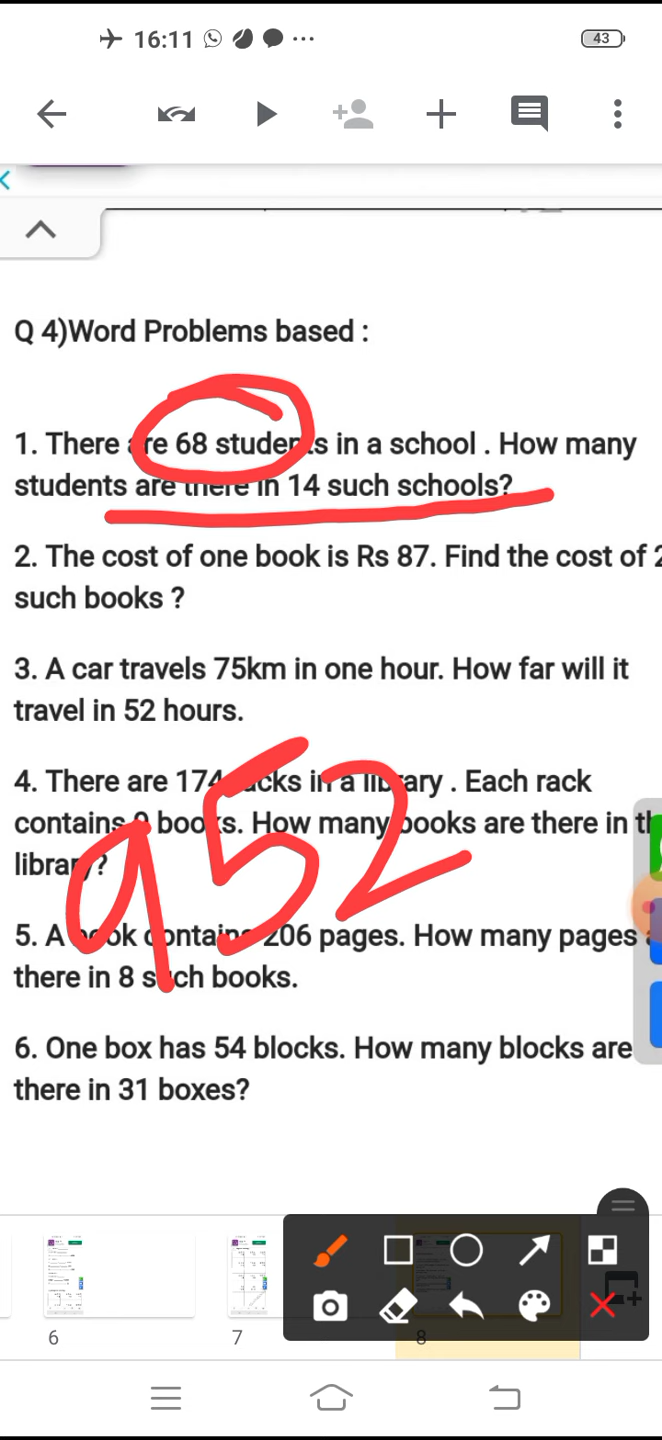 16:11
43
Q 4)Word Problems based :
1. There are 68 students in a school . How many
students are there in 14 such schools?
2. The cost of one book is Rs 87. Find the cost of
such books ?
3. A car travels 75km in one hour. How far will it
travel in 52 hours.
4. There are 174 racks in a library . Each rack
contains 9 books. How many books are there in
library?
952
5. A book contains 206 pages. How many pages
there in 8 such books.
6. One box has 54 blocks. How many blocks are
there in 31 boxes?
6
7
8